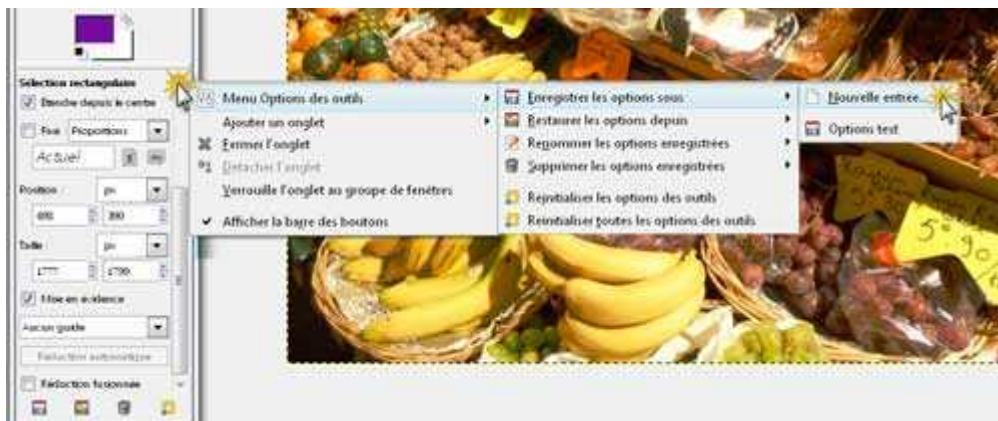 Sélection rectangulaire
Étendre depuis le centre
Fixe Proportions
Actuel
Position px
390
Taille px
1777 1790
Mise en évidence
Aucun guide
Réduction automatique
Réduction fusionnée
Menu Options des outils
Ajouter un onglet
Fermer l'onglet
Détacher l'onglet
Verrouille l'onglet au groupe de fenêtres
Afficher la barre des boutons
Enregistrer les options sous
Restaurer les options depuis
Renommer les options enregistrées
Supprimer les options enregistrées
Réinitialiser les options des outils
Réinitialiser toutes les options des outils
Nouvelle entrée...
Options test
5° 90